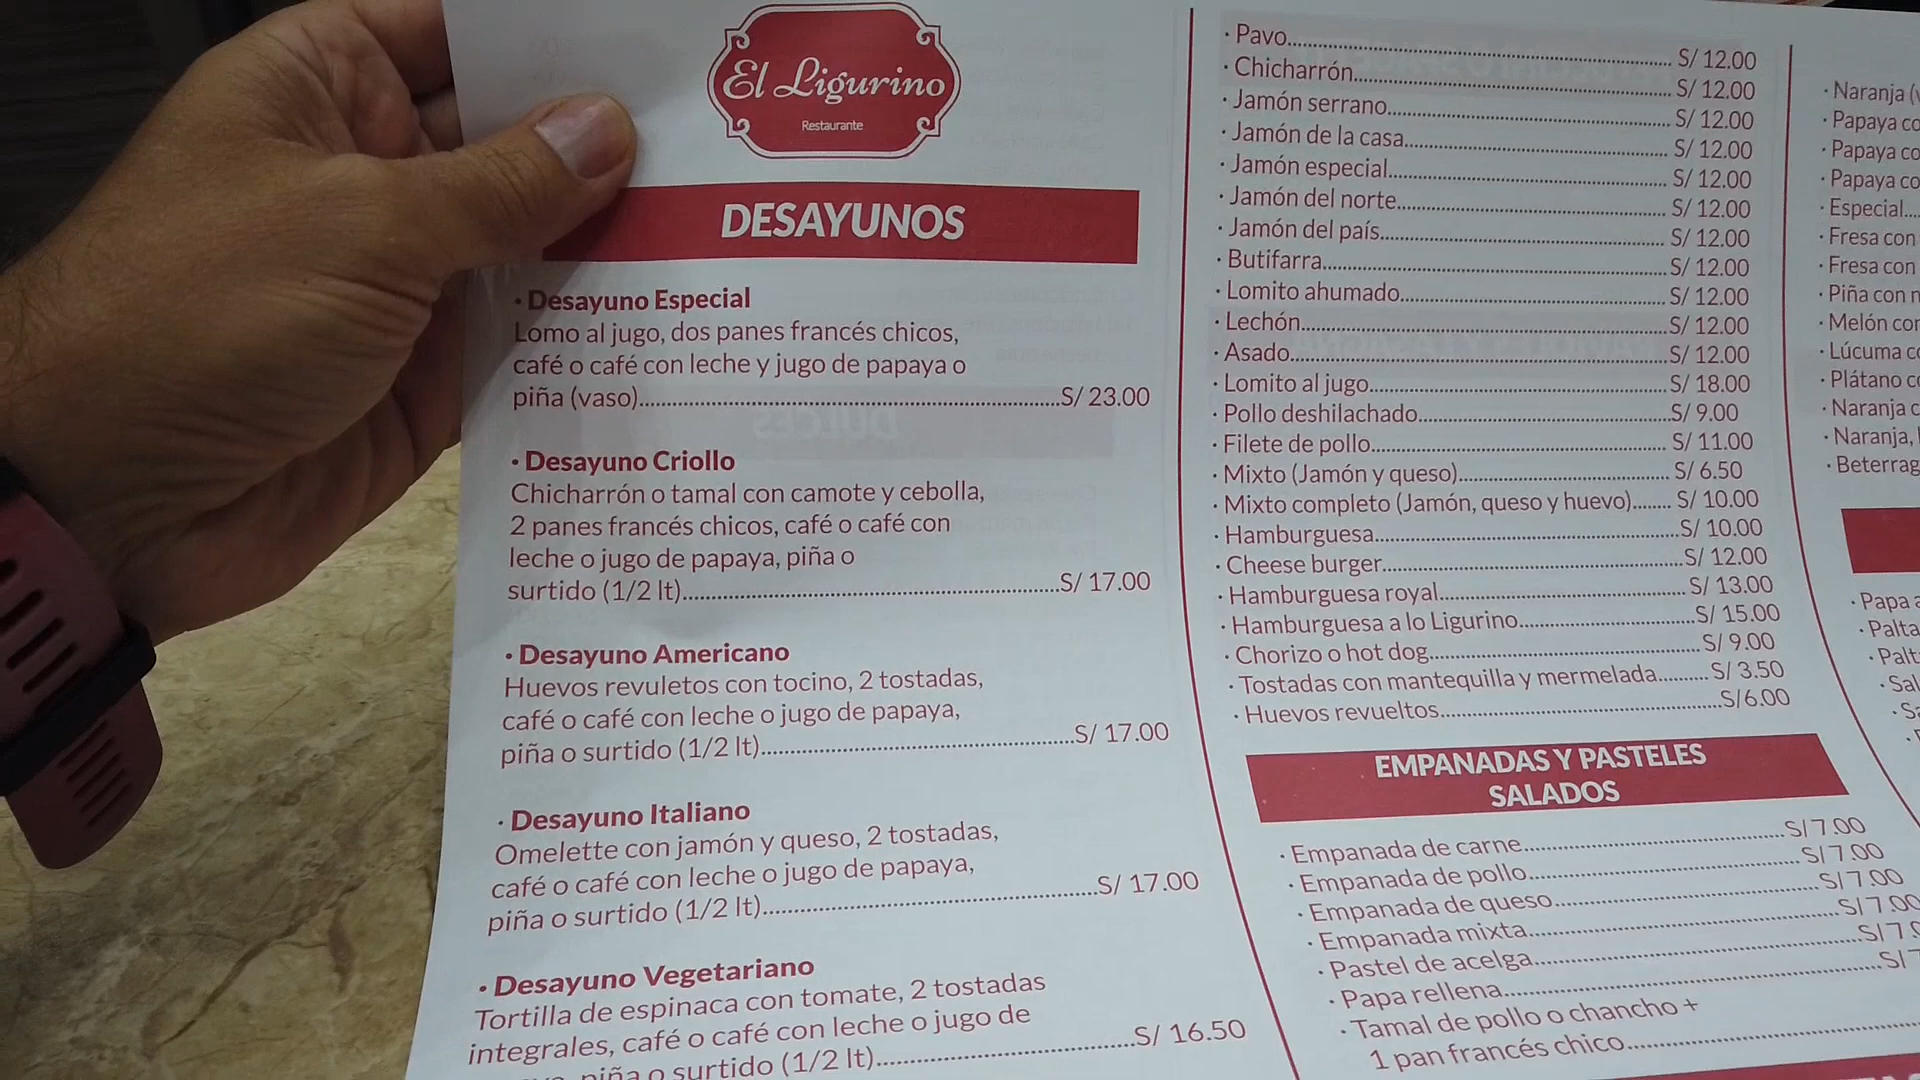 El Ligurino
Restaurante
DESAYUNOS
· Desayuno Especial
Lomo al jugo, dos panes francés chicos,
café o café con leche y jugo de papaya o
piña (vaso)..........S/ 23.00
· Desayuno Criollo
Chicharrón o tamal con camote y cebolla,
2 panes francés chicos, café o café con
leche o jugo de papaya, piña o
surtido (1/2 lt)..........S/ 17.00
· Desayuno Americano
Huevos revuletos con tocino, 2 tostadas,
café o café con leche o jugo de papaya,
piña o surtido (1/2 lt)..........S/ 17.00
· Desayuno Italiano
Omelette con jamón y queso, 2 tostadas,
café o café con leche o jugo de papaya,
piña o surtido (1/2 lt)..........S/ 17.00
· Desayuno Vegetariano
Tortilla de espinaca con tomate, 2 tostadas
integrales, café o café con leche o jugo de
piña o surtido (1/2 lt)..........S/ 16.50
· Pavo..........S/ 12.00
· Chicharrón..........S/ 12.00
· Jamón serrano..........S/ 12.00
· Jamón de la casa..........S/ 12.00
· Jamón especial..........S/ 12.00
· Jamón del norte..........S/ 12.00
· Jamón del país..........S/ 12.00
· Butifarra..........S/ 12.00
· Lomito ahumado..........S/ 12.00
· Lechón..........S/ 12.00
· Asado..........S/ 12.00
· Lomito al jugo..........S/ 18.00
· Pollo deshilachado..........S/ 9.00
· Filete de pollo..........S/ 11.00
· Mixto (Jamón y queso)..........S/ 6.50
· Mixto completo (Jamón, queso y huevo)..........S/ 10.00
· Hamburguesa..........S/ 10.00
· Cheese burger..........S/ 12.00
· Hamburguesa royal..........S/ 13.00
· Hamburguesa a lo Ligurino..........S/ 15.00
· Chorizo o hot dog..........S/ 9.00
· Tostadas con mantequilla y mermelada..........S/ 3.50
· Huevos revueltos..........S/6.00
EMPANADAS Y PASTELES
SALADOS
· Empanada de carne..........S/ 7.00
· Empanada de pollo..........S/ 7.00
· Empanada de queso..........S/ 7.00
· Empanada mixta..........S/ 7.00
· Pastel de acelga..........S/ 7.0
· Papa rellena..........S/
· Tamal de pollo o chancho +
1 pan francés chico..........
· Naranja
· Papaya
· Papaya
· Papaya
· Especial....
· Fresa con
· Fresa con
· Piña con
· Melón
· Lúcuma
· Plátano
· Naranja
· Naranja,
· Beterrag
· Papa
· Palta
· Palt
· Sal